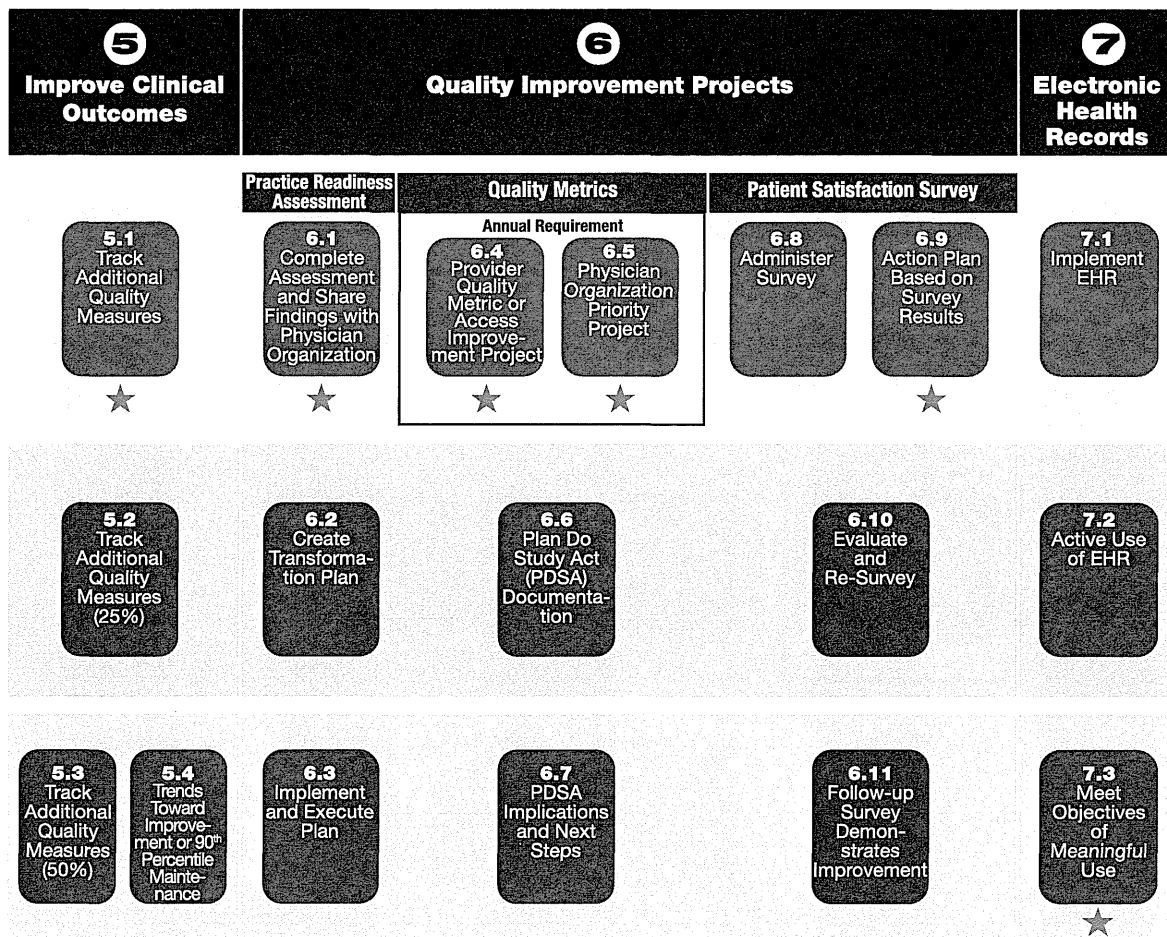 5
Improve Clinical
Outcomes
6
Quality Improvement Projects
7
Electronic
Health
Records
Practice Readiness
Assessment
Quality Metrics
Patient Satisfaction Survey
Annual Requirement
5.1
Track
Additional
Quality
Measures
6.1
Complete
Assessment
and Share
Findings with
Physician
Organization
6.4
Provider
Quality
Metric or
Access
Improve-
ment Project
6.5
Physician
Organization
Priority
Project
6.8
Administer
Survey
6.9
Action Plan
Based on
Survey
Results
7.1
Implement
EHR
5.2
Track
Additional
Quality
Measures
(25%)
6.2
Create
Transforma-
tion Plan
6.6
Plan Do
Study Act
(PDSA)
Documenta-
tion
6.10
Evaluate
and
Re-Survey
7.2
Active Use
of EHR
5.3
Track
Additional
Quality
Measures
(50%)
5.4
Trends
Toward
Improve-
ment or 90th
Percentile
Mainte-
nance
6.3
Implement
and Execute
Plan
6.7
PDSA
Implications
and Next
Steps
6.11
Follow-up
Survey
Demon-
strates
Improvement
7.3
Meet
Objectives
of
Meaningful
Use